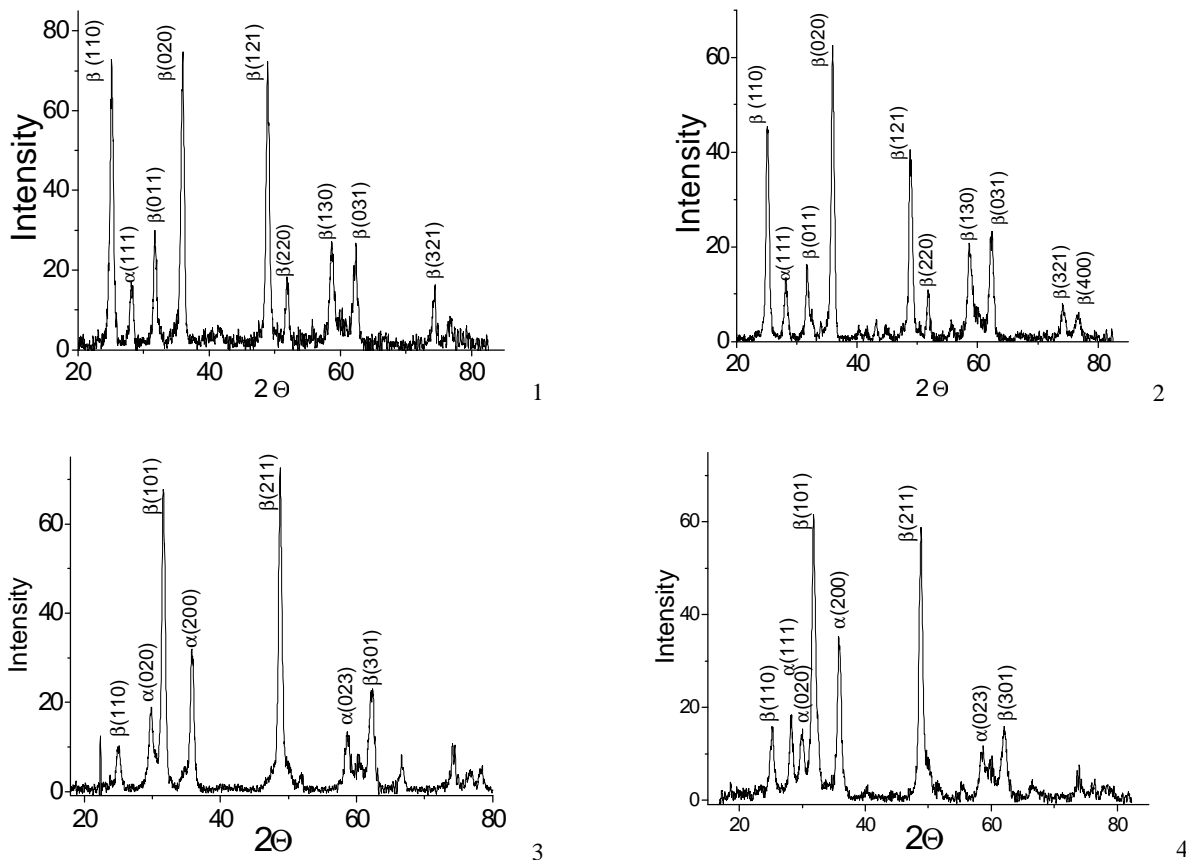 80
60
40
20
0
Intensity
β (110)
α(111)
β(011)
β(020)
β(121)
β(220)
β(130)
β(031)
β(321)
20 40 60 80
2 Θ
1
60
40
20
0
Intensity
β (110)
α(111)
β(011)
β(020)
β(121)
β(220)
β(130)
β(031)
β(321)
β(400)
20 40 60 80
2 Θ
2
60
40
20
0
Intensity
β(110)
α(020)
β(101)
α(200)
β(211)
α(023)
β(301)
20 40 60 80
2Θ
3
60
40
20
0
Intensity
β(110)
α(111)
α(020)
β(101)
α(200)
β(211)
α(023)
β(301)
20 40 60 80
2Θ
4